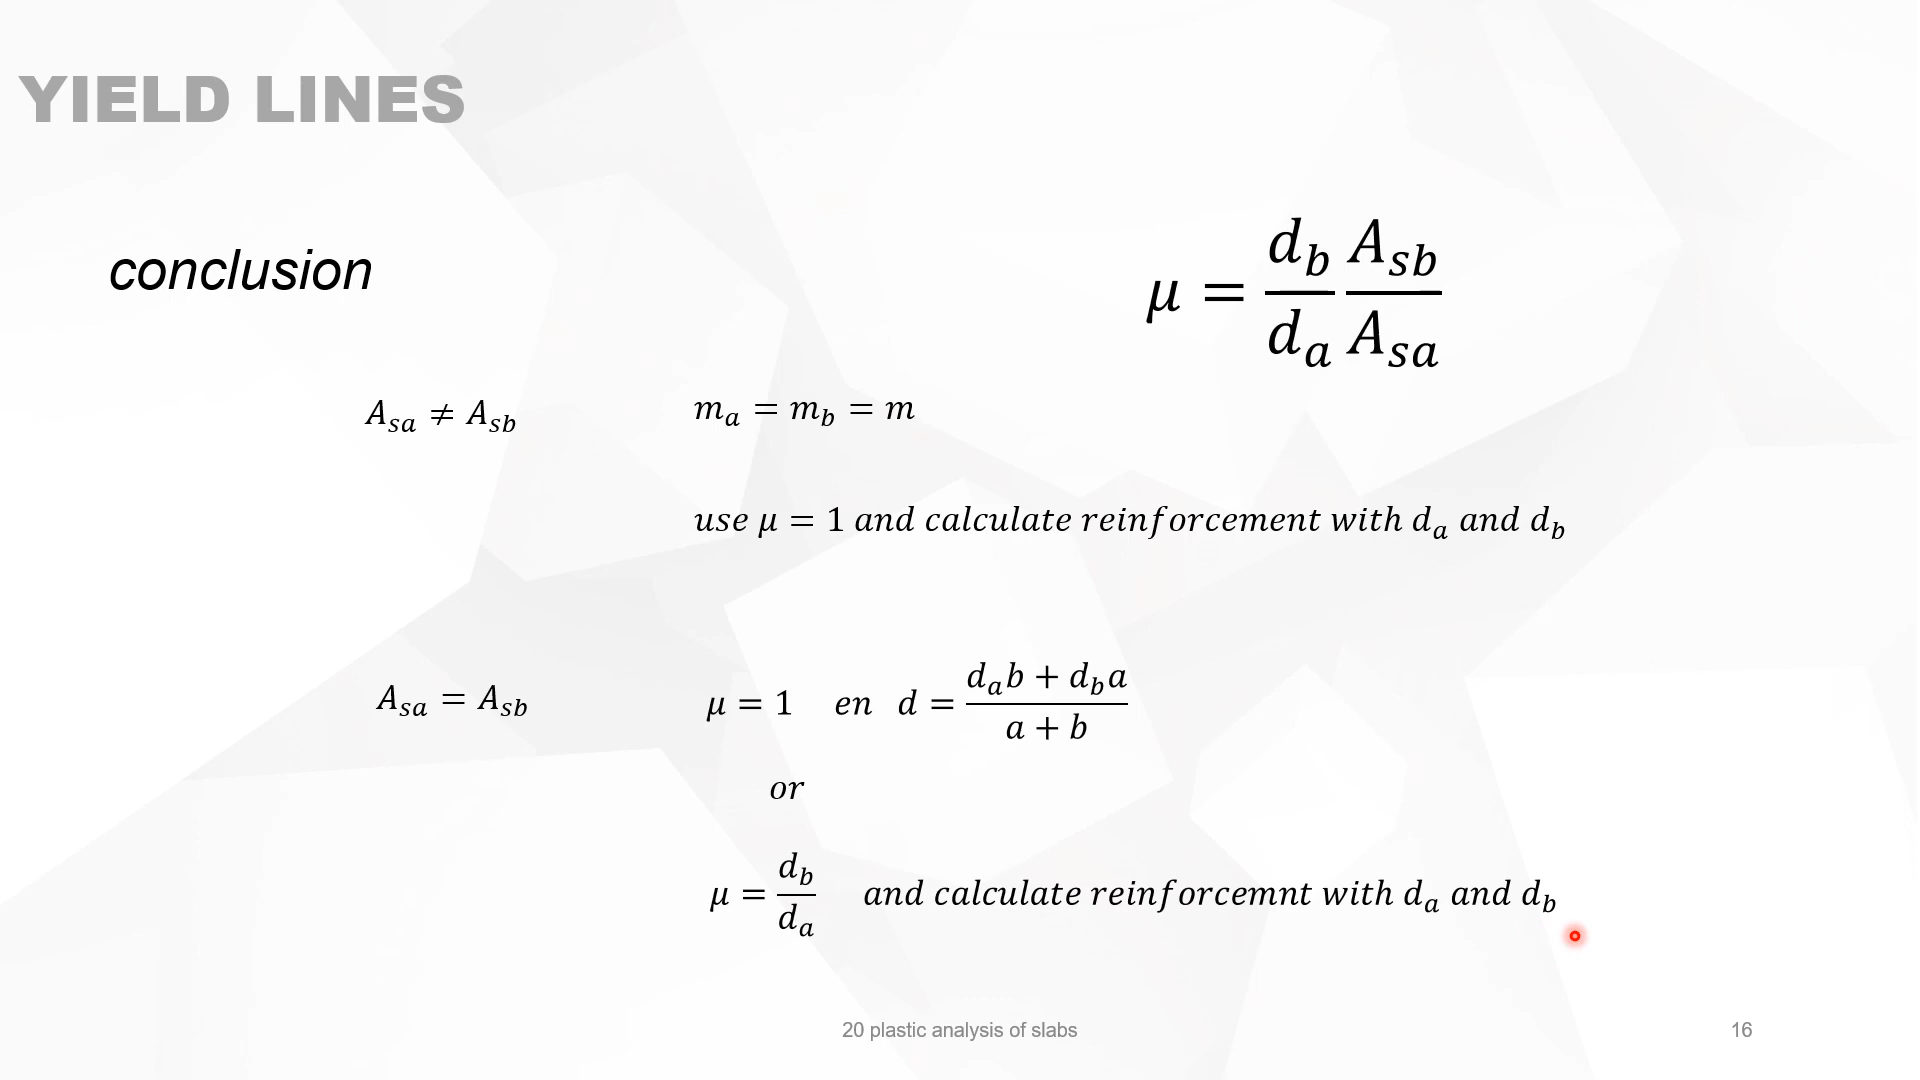 YIELD LINES
conclusion
μ = d_b/d_a A_sb/A_sa
A_sa ≠ A_sb m_a = m_b = m
use μ = 1 and calculate reinforcement with d_a and d_b
A_sa = A_sb μ = 1 en d = (d_a b + d_b a)/(a + b)
or
μ = d_b/d_a and calculate reinforcemnt with d_a and d_b
20 plastic analysis of slabs 16